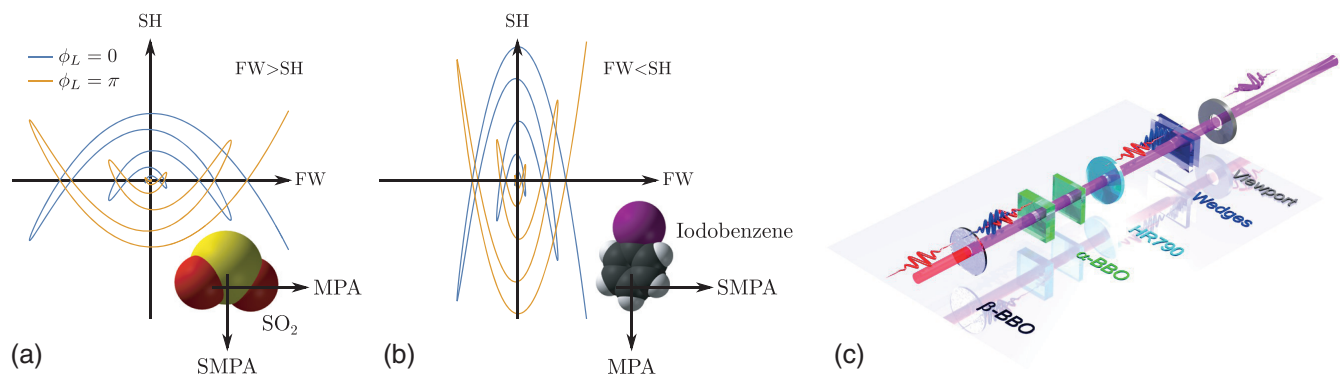 SH
ϕ_L = 0
ϕ_L = π
FW>SH
FW
MPA
SO₂
SMPA
(a)
SH
FW<SH
FW
Iodobenzene
SMPA
MPA
(b)
Viewport
Wedges
HR790
α-BBO
β-BBO
(c)